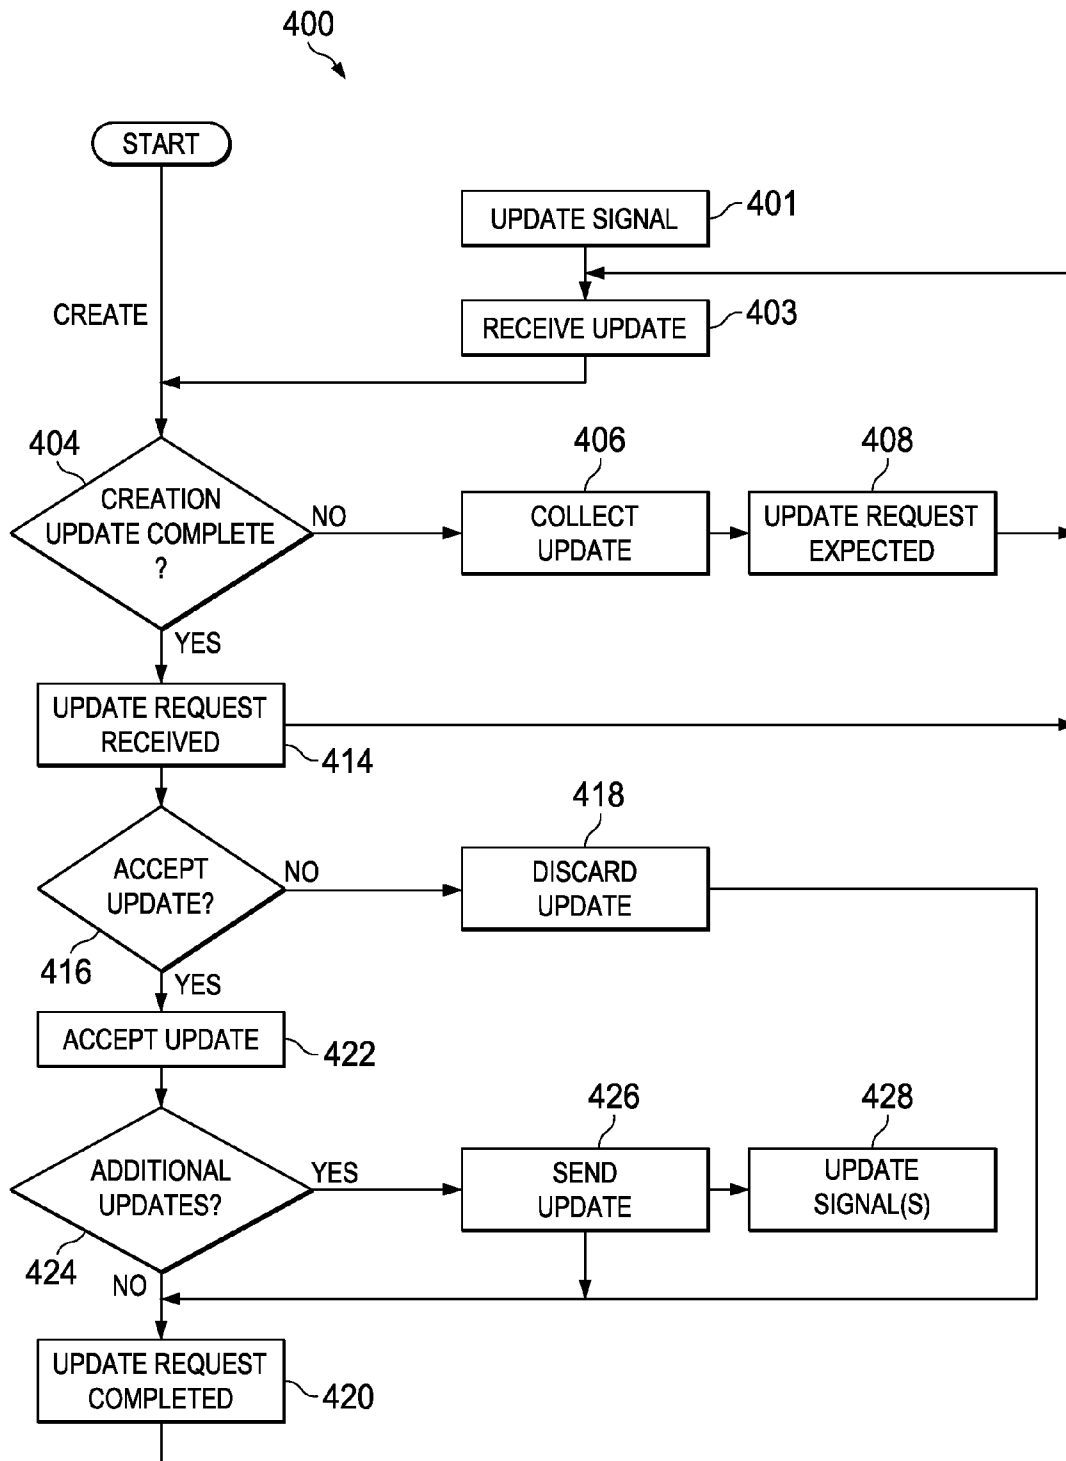 400
START
UPDATE SIGNAL
401
CREATE
RECEIVE UPDATE
403
404
CREATION
UPDATE COMPLETE
?
NO
406
COLLECT
UPDATE
408
UPDATE REQUEST
EXPECTED
YES
UPDATE REQUEST
RECEIVED
414
ACCEPT
UPDATE?
416
NO
418
DISCARD
UPDATE
YES
ACCEPT UPDATE
422
ADDITIONAL
UPDATES?
424
YES
426
SEND
UPDATE
428
UPDATE
SIGNAL(S)
NO
UPDATE REQUEST
COMPLETED
420